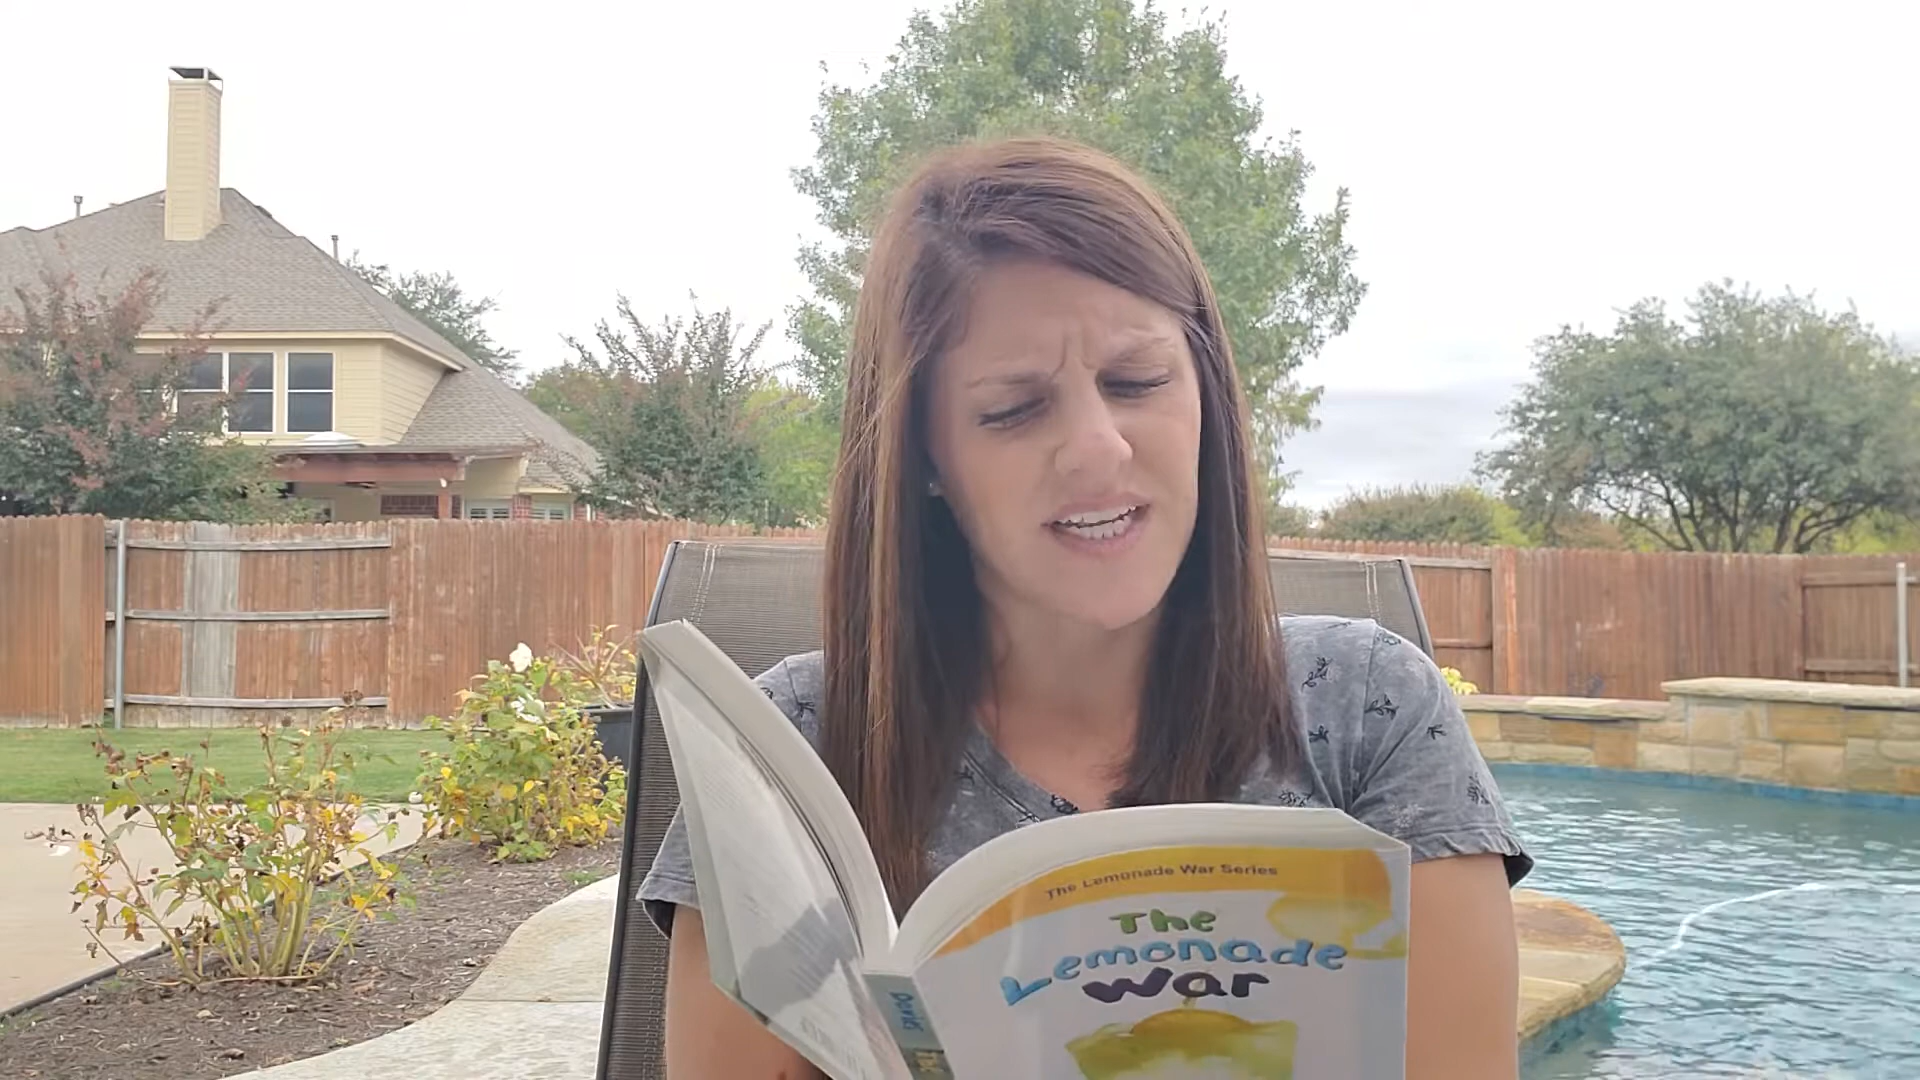 The Lemonade War Series
The
Lemonade
War